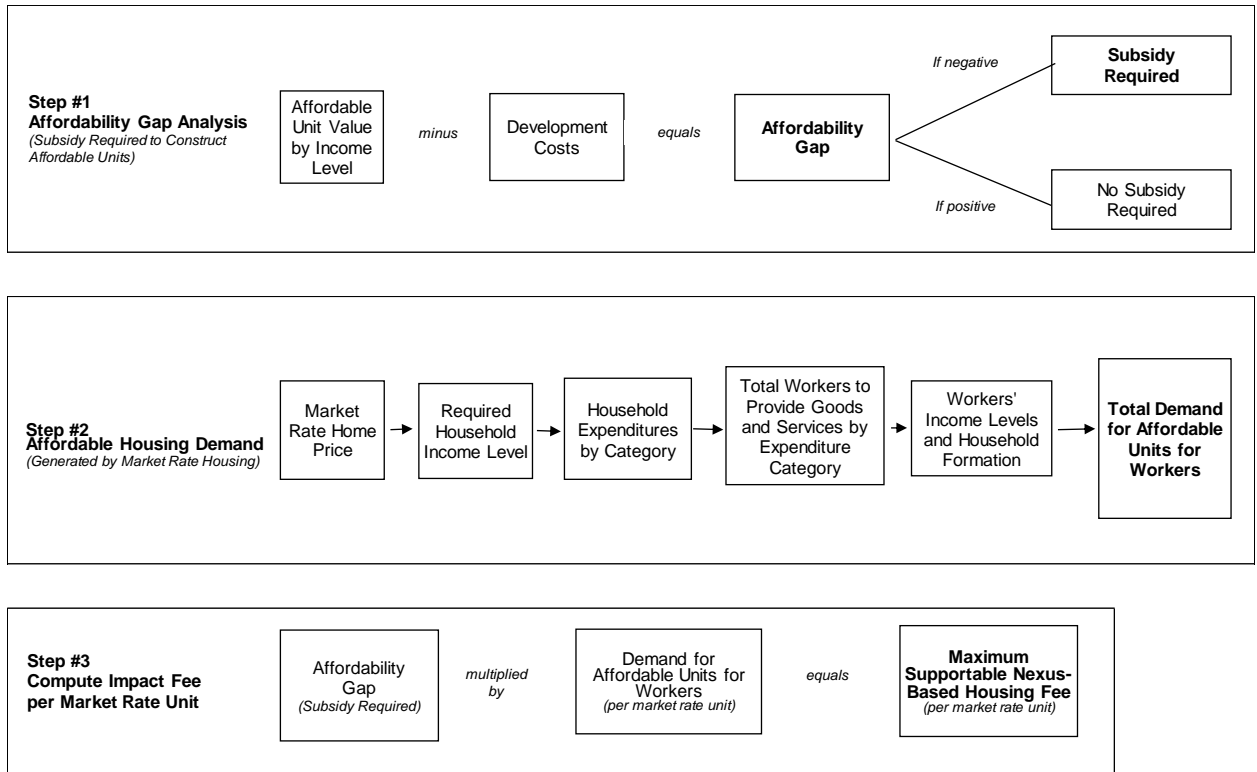 Step #1
Affordability Gap Analysis
(Subsidy Required to Construct
Affordable Units)
Affordable
Unit Value
by Income
Level
minus
Development
Costs
equals
Affordability
Gap
If negative
Subsidy
Required
If positive
No Subsidy
Required
Step #2
Affordable Housing Demand
(Generated by Market Rate Housing)
Market
Rate Home
Price
Required
Household
Income Level
Household
Expenditures
by Category
Total Workers to
Provide Goods
and Services by
Expenditure
Category
Workers'
Income Levels
and Household
Formation
Total Demand
for Affordable
Units for
Workers
Step #3
Compute Impact Fee
per Market Rate Unit
Affordability
Gap
(Subsidy Required)
multiplied
by
Demand for
Affordable Units for
Workers
(per market rate unit)
equals
Maximum
Supportable Nexus-
Based Housing Fee
(per market rate unit)